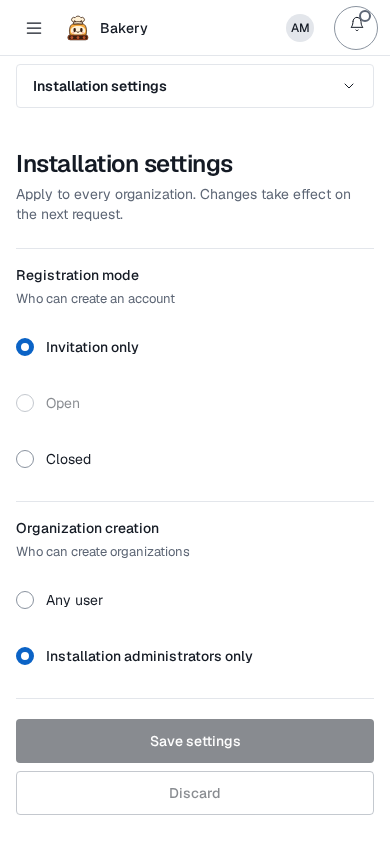 Bakery
AM
Installation settings
Installation settings
Apply to every organization. Changes take effect on
the next request.
Registration mode
Who can create an account
Invitation only
Open
Closed
Organization creation
Who can create organizations
Any user
Installation administrators only
Save settings
Discard